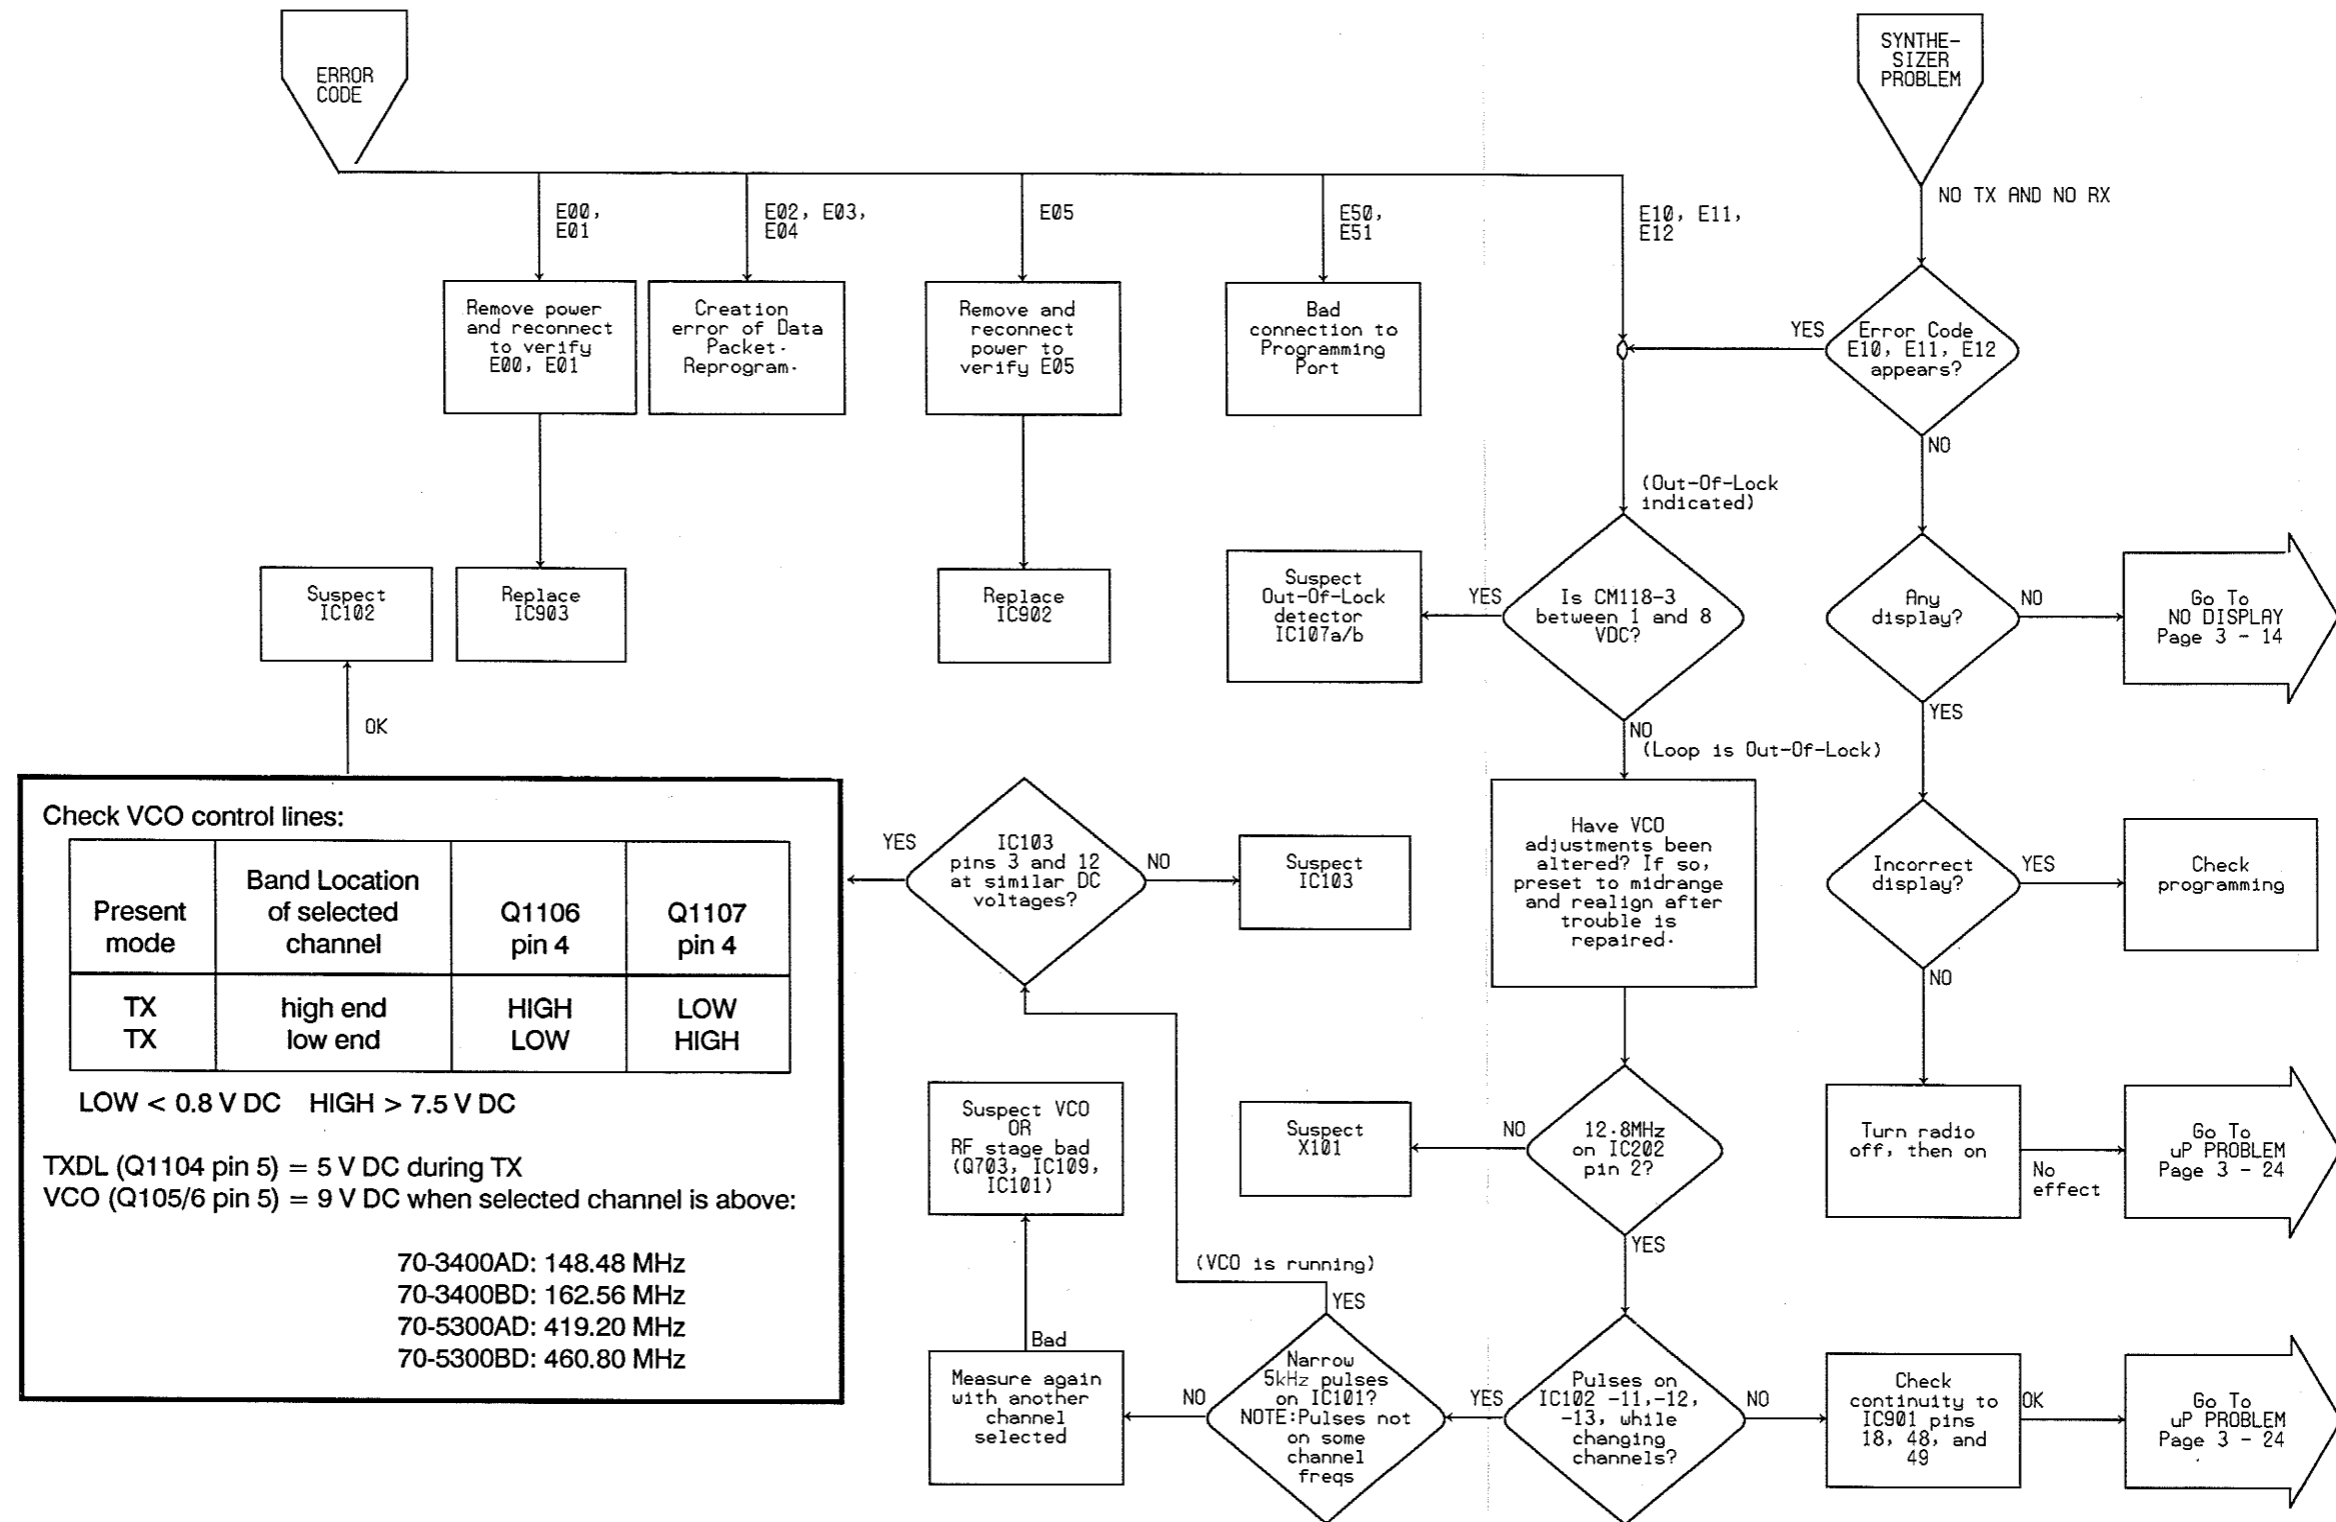 ERROR
CODE
SYNTHE-
SIZER
PROBLEM
NO TX AND NO RX
E00,
E01
E02, E03,
E04
E05
E50,
E51
E10, E11,
E12
Remove power
and reconnect
to verify
E00, E01
Creation
error of Data
Packet.
Reprogram.
Remove and
reconnect
power to
verify E05
Bad
connection to
Programming
Port
YES
Error Code
E10, E11, E12
appears?
NO
(Out-Of-Lock
indicated)
Suspect
IC102
Replace
IC903
Replace
IC902
Suspect
Out-Of-Lock
detector
IC107a/b
YES
Is CM118-3
between 1 and 8
VDC?
Any
display?
NO
Go To
NO DISPLAY
Page 3 - 14
OK
NO
(Loop is Out-Of-Lock)
YES
Check VCO control lines:
Present
mode
Band Location
of selected
channel
Q1106
pin 4
Q1107
pin 4
TX high end HIGH LOW
TX low end LOW HIGH
LOW < 0.8 V DC HIGH > 7.5 V DC
TXDL (Q1104 pin 5) = 5 V DC during TX
VCO (Q105/6 pin 5) = 9 V DC when selected channel is above:
70-3400AD: 148.48 MHz
70-3400BD: 162.56 MHz
70-5300AD: 419.20 MHz
70-5300BD: 460.80 MHz
YES
IC103
pins 3 and 12
at similar DC
voltages?
NO
Suspect
IC103
Have VCO
adjustments been
altered? If so,
preset to midrange
and realign after
trouble is
repaired.
Incorrect
display?
YES
Check
programming
NO
Suspect VCO
OR
RF stage bad
(Q703, IC109,
IC101)
Suspect
X101
NO
12.8MHz
on IC202
pin 2?
YES
Turn radio
off, then on
No
effect
Go To
uP PROBLEM
Page 3 - 24
(VCO is running)
YES
Bad
Measure again
with another
channel
selected
NO
Narrow
5kHz pulses
on IC101?
NOTE:Pulses not
on some
channel
freqs
YES
Pulses on
IC102 -11,-12,
-13, while
changing
channels?
NO
Check
continuity to
IC901 pins
18, 48, and
49
OK
Go To
uP PROBLEM
Page 3 - 24